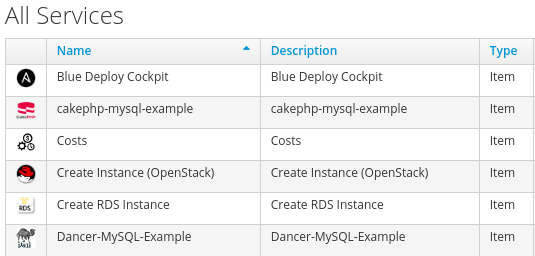 All Services
Name Description Type
Blue Deploy Cockpit Blue Deploy Cockpit Item
CakePHP cakephp-mysql-example cakephp-mysql-example Item
Costs Costs Item
Create Instance (OpenStack) Create Instance (OpenStack) Item
RDS Create RDS Instance Create RDS Instance Item
Dancer-MySQL-Example Dancer-MySQL-Example Item